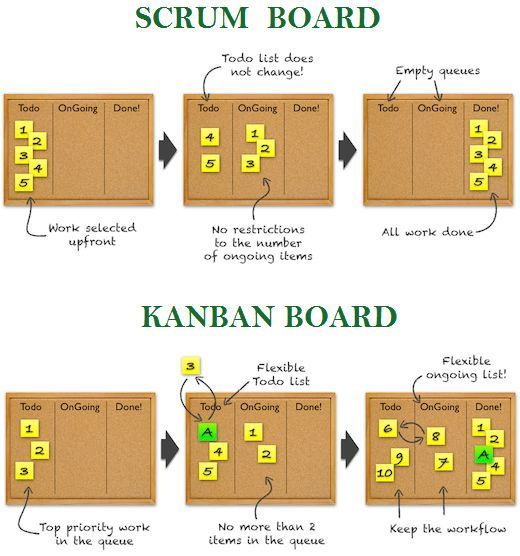 SCRUM BOARD
Todo list does
not change!
Empty queues
Todo OnGoing Done!
1
2
3
4
5
Todo OnGoing Done!
4
5
1
2
3
Todo OnGoing Done!
1
2
3
4
5
Work selected
upfront
No restrictions
to the number
of ongoing items
All work done
KANBAN BOARD
3
Flexible
Todo list
Flexible
ongoing list!
Todo OnGoing Done!
1
2
3
Todo OnGoing Done!
A
4
5
1
2
Todo OnGoing Done!
6
9
10
8
7
1
2
A
4
5
Top priority work
in the queue
No more than 2
items in the queue
Keep the workflow